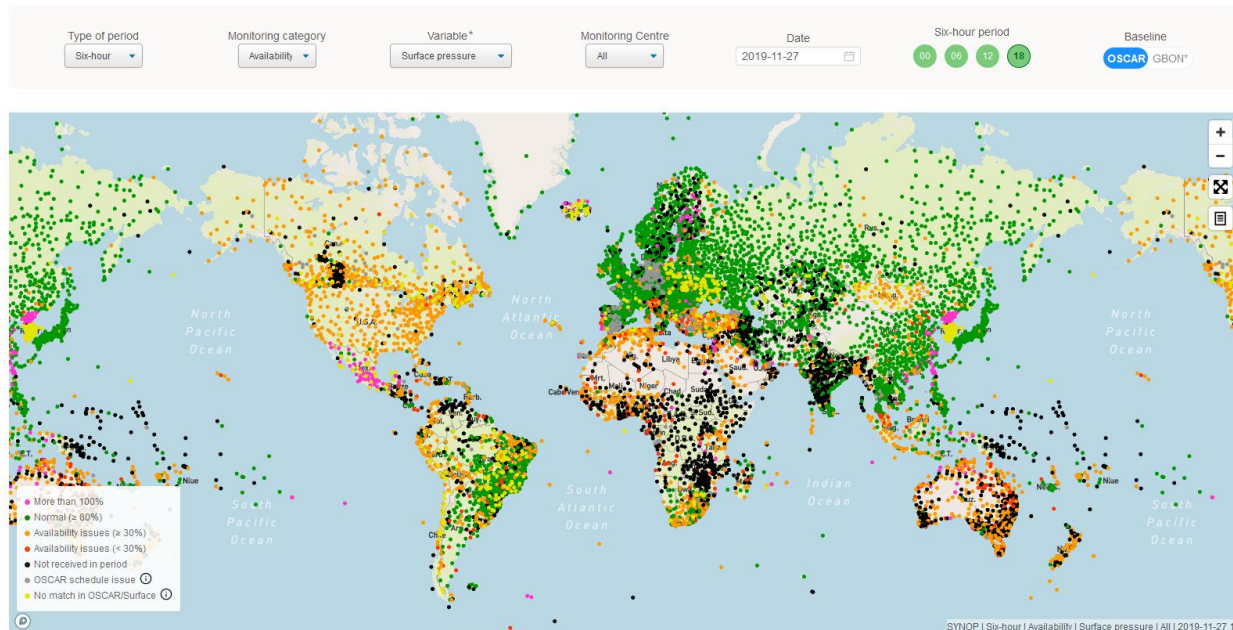 Type of period
Monitoring category
Variable*
Monitoring Centre
Date
Six-hour period
Baseline
Six-hour
Availability
Surface pressure
All
2019-11-27
00 06 12 18
OSCAR GBON*
+
−
North
Pacific
Ocean
North
Atlantic
Ocean
North
Pacific
Ocean
U.S.A.
Libya
Mali
Niger
Chad
Cabo Ver
South
Pacific
Ocean
South
Atlantic
Ocean
Indian
Ocean
South
Pacific
Ocean
Niue
Niue
More than 100%
Normal (≥ 80%)
Availability issues (≥ 30%)
Availability issues (< 30%)
Not received in period
OSCAR schedule issue
No match in OSCAR/Surface
SYNOP | Six-hour | Availability | Surface pressure | All | 2019-11-27 1